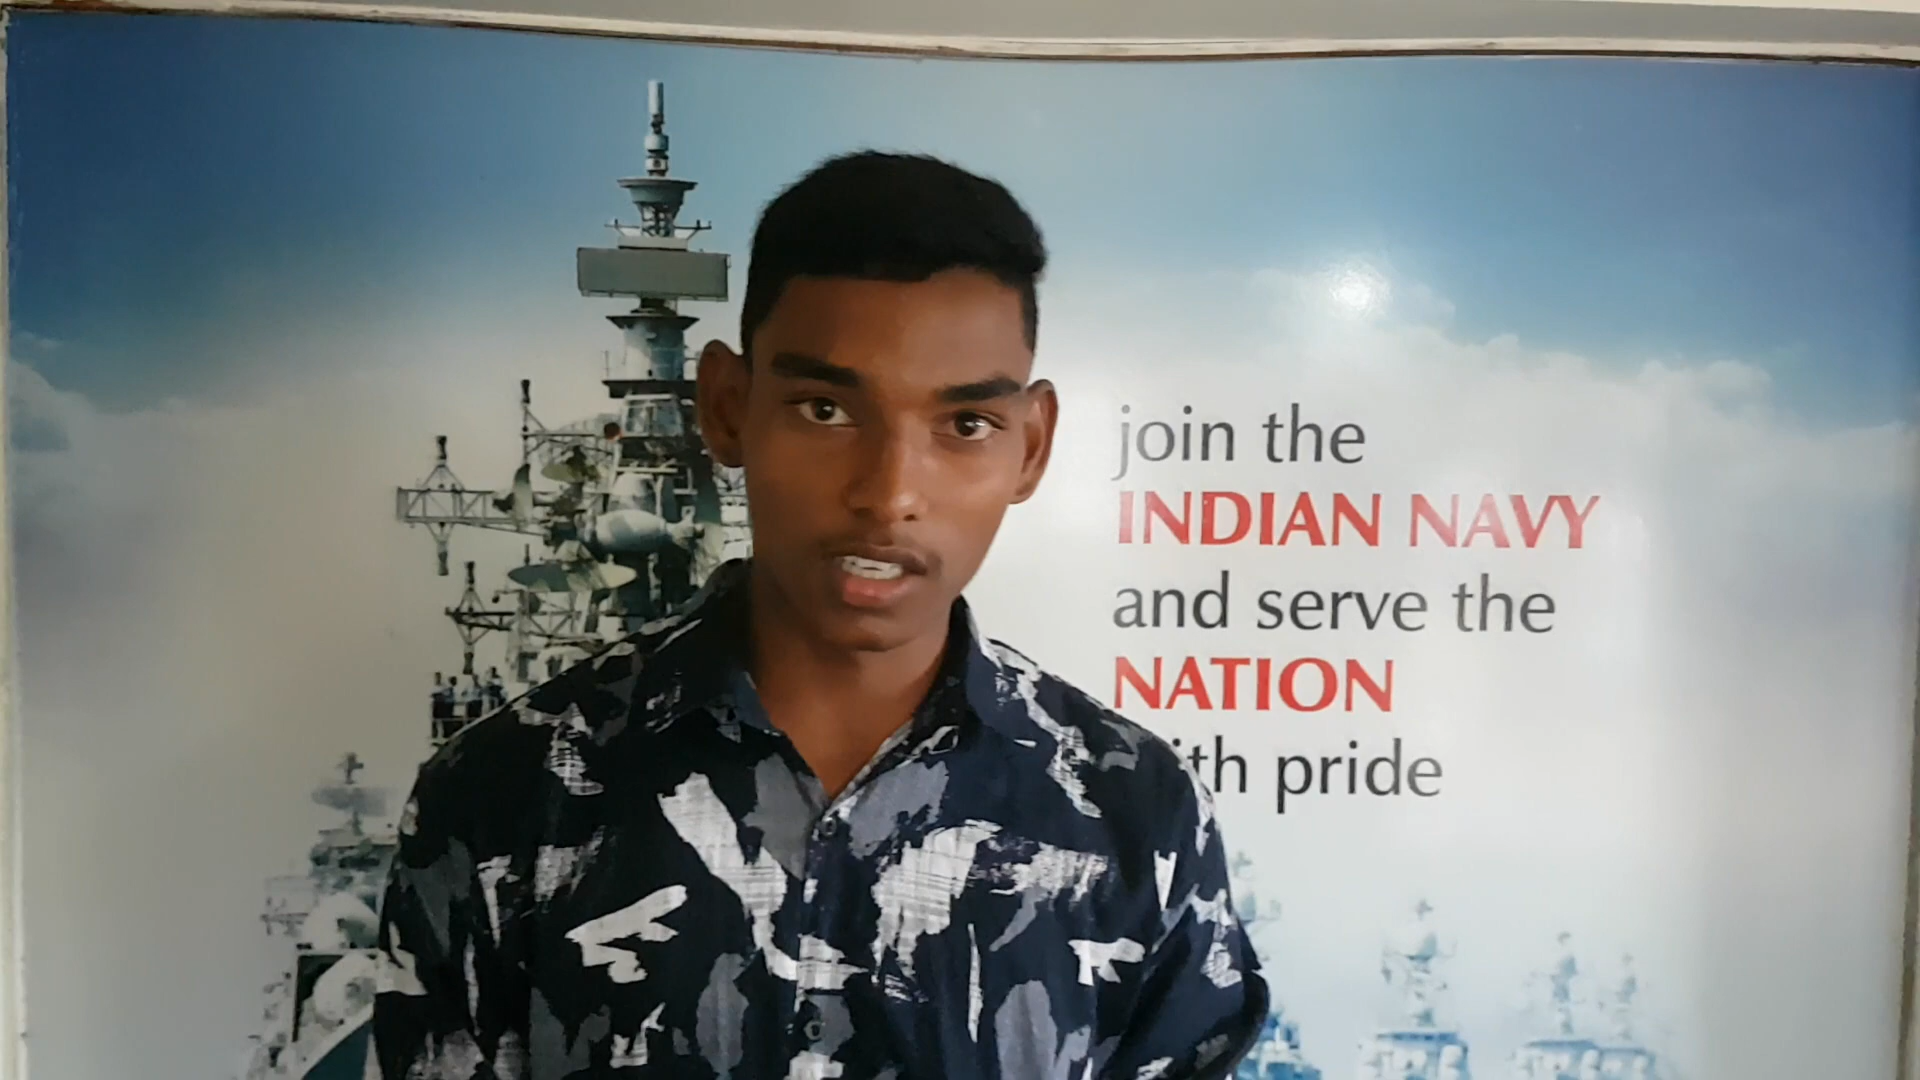 join the
INDIAN NAVY
and serve the
NATION
pride